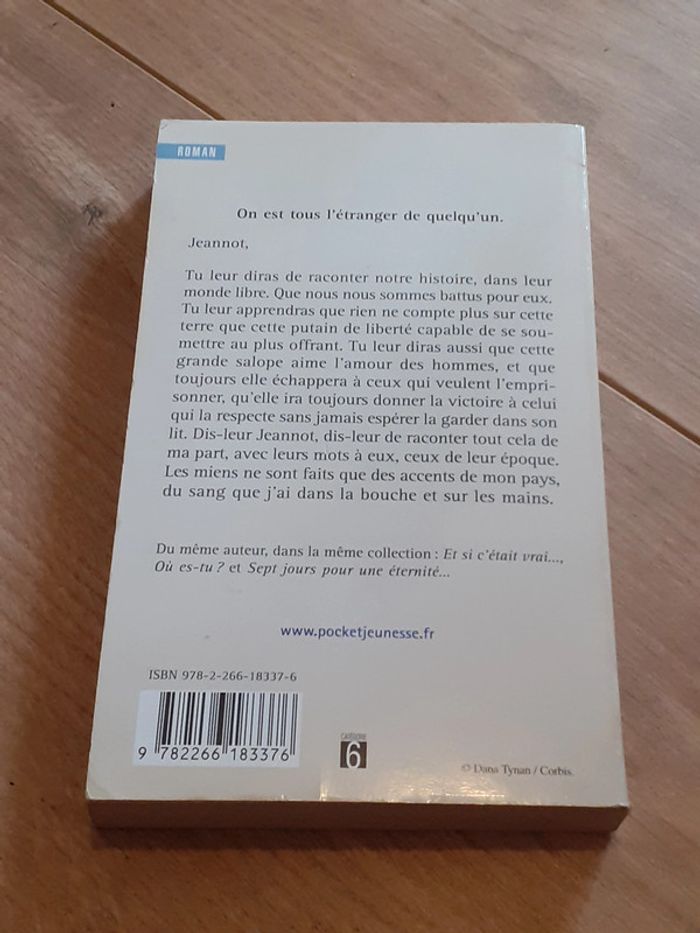 ROMAN
On est tous l'étranger de quelqu'un.
Jeannot,
Tu leur diras de raconter notre histoire, dans leur
monde libre. Que nous nous sommes battus pour eux.
Tu leur apprendras que rien ne compte plus sur cette
terre que cette putain de liberté capable de se sou-
mettre au plus offrant. Tu leur diras aussi que cette
grande salope aime l'amour des hommes, et que
toujours elle échappera à ceux qui veulent l'empri-
sonner, qu'elle ira toujours donner la victoire à celui
qui la respecte sans jamais espérer la garder dans son
lit. Dis-leur Jeannot, dis-leur de raconter tout cela de
ma part, avec leurs mots à eux, ceux de leur époque.
Les miens ne sont faits que des accents de mon pays,
du sang que j'ai dans la bouche et sur les mains.
Du même auteur, dans la même collection : Et si c'était vrai...,
Où es-tu ? et Sept jours pour une éternité...
www.pocketjeunesse.fr
ISBN 978-2-266-18337-6
9 782266 183376
CATÉGORIE
6
© Dana Tynan / Corbis.